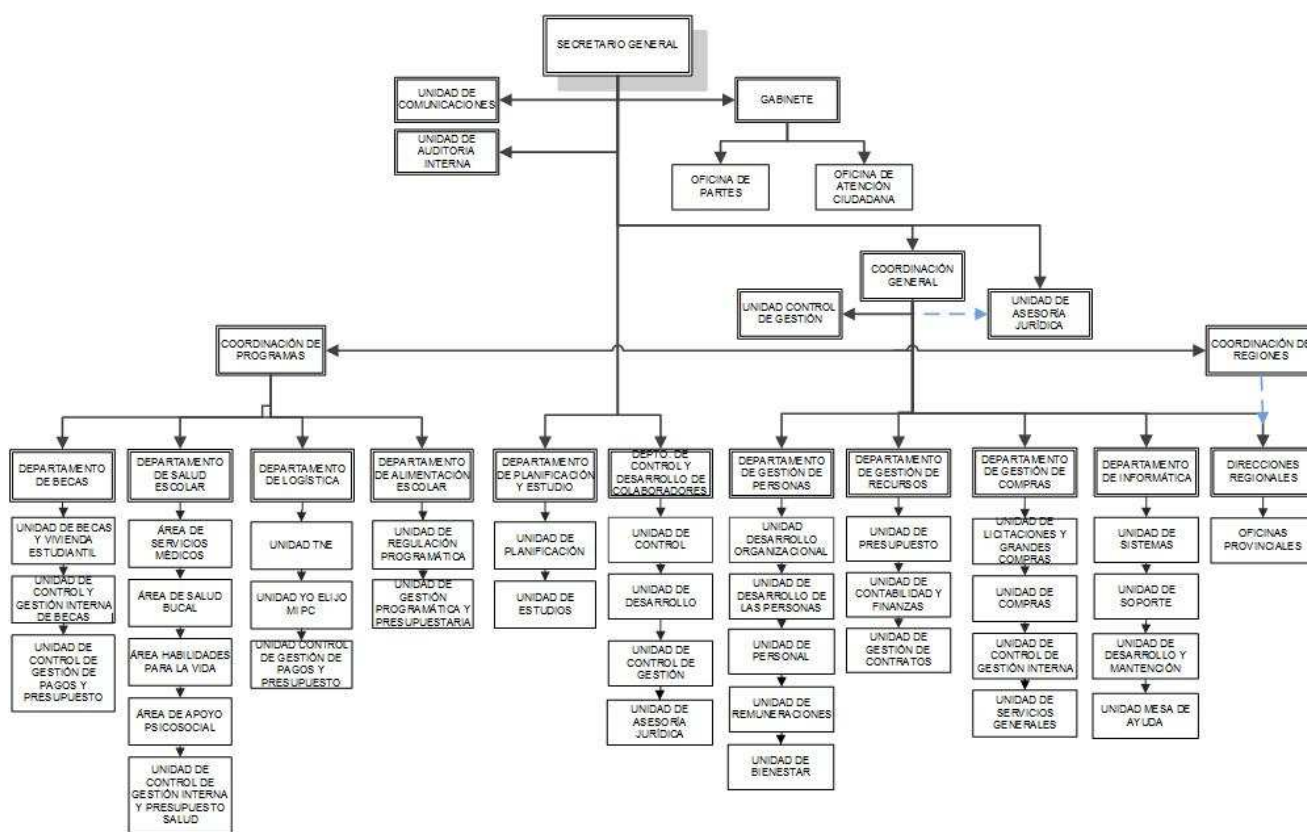 SECRETARIO GENERAL
UNIDAD DE
COMUNICACIONES
GABINETE
UNIDAD DE
AUDITORIA
INTERNA
OFICINA DE
PARTES
OFICINA DE
ATENCIÓN
CIUDADANA
COORDINACIÓN
GENERAL
UNIDAD CONTROL
DE GESTIÓN
UNIDAD DE
ASESORÍA
JURÍDICA
COORDINACIÓN DE
PROGRAMAS
COORDINACIÓN DE
REGIONES
DEPARTAMENTO
DE BECAS
DEPARTAMENTO
DE SALUD
ESCOLAR
DEPARTAMENTO
DE LOGÍSTICA
DEPARTAMENTO
DE ALIMENTACIÓN
ESCOLAR
DEPARTAMENTO
DE PLANIFICACIÓN
Y ESTUDIO
DEPTO. DE
CONTROL Y
DESARROLLO DE
COLABORADORES
DEPARTAMENTO
DE GESTIÓN DE
PERSONAS
DEPARTAMENTO
DE GESTIÓN DE
RECURSOS
DEPARTAMENTO
DE GESTIÓN DE
COMPRAS
DEPARTAMENTO
DE INFORMÁTICA
DIRECCIONES
REGIONALES
UNIDAD DE BECAS
Y VIVIENDA
ESTUDIANTIL
ÁREA DE
SERVICIOS
MÉDICOS
UNIDAD TNE
UNIDAD DE
REGULACIÓN
PROGRAMÁTICA
UNIDAD DE
PLANIFICACIÓN
UNIDAD DE
CONTROL
UNIDAD
DESARROLLO
ORGANIZACIONAL
UNIDAD DE
PRESUPUESTO
UNIDAD DE
LICITACIONES Y
GRANDES
COMPRAS
UNIDAD DE
SISTEMAS
OFICINAS
PROVINCIALES
UNIDAD DE
CONTROL Y
GESTIÓN INTERNA
DE BECAS
ÁREA DE SALUD
BUCAL
UNIDAD YO ELIJO
MI PC
UNIDAD DE
GESTIÓN
PROGRAMÁTICA Y
PRESUPUESTARIA
UNIDAD DE
ESTUDIOS
UNIDAD DE
DESARROLLO
UNIDAD DE
DESARROLLO DE
LAS PERSONAS
UNIDAD DE
CONTABILIDAD Y
FINANZAS
UNIDAD DE
COMPRAS
UNIDAD DE
SOPORTE
UNIDAD DE
CONTROL DE
GESTIÓN DE
PAGOS Y
PRESUPUESTO
ÁREA HABILIDADES
PARA LA VIDA
UNIDAD CONTROL
DE GESTIÓN DE
PAGOS Y
PRESUPUESTO
UNIDAD DE
CONTROL DE
GESTIÓN
UNIDAD DE
PERSONAL
UNIDAD DE
GESTIÓN DE
CONTRATOS
UNIDAD DE
CONTROL DE
GESTIÓN INTERNA
UNIDAD DE
DESARROLLO Y
MANTENCIÓN
ÁREA DE APOYO
PSICOSOCIAL
UNIDAD DE
ASESORÍA
JURÍDICA
UNIDAD DE
REMUNERACIONES
UNIDAD DE
SERVICIOS
GENERALES
UNIDAD MESA DE
AYUDA
UNIDAD DE
CONTROL DE
GESTIÓN INTERNA
Y PRESUPUESTO
SALUD
UNIDAD DE
BIENESTAR